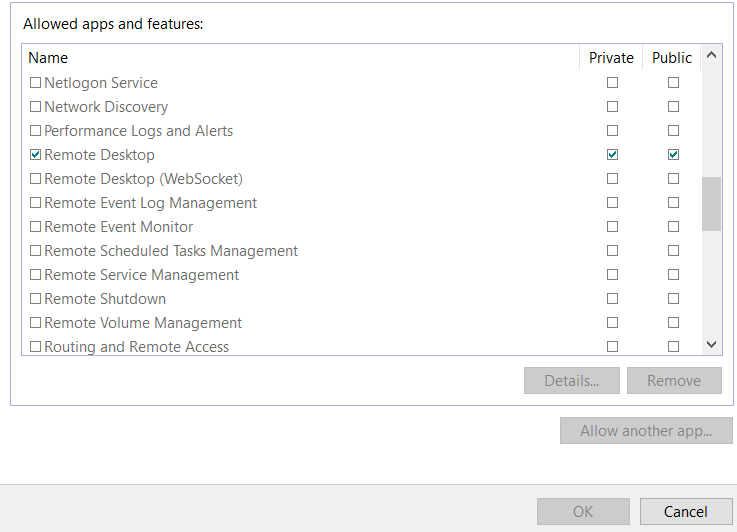 Allowed apps and features:
Name Private Public
Netlogon Service
Network Discovery
Performance Logs and Alerts
Remote Desktop
Remote Desktop (WebSocket)
Remote Event Log Management
Remote Event Monitor
Remote Scheduled Tasks Management
Remote Service Management
Remote Shutdown
Remote Volume Management
Routing and Remote Access
Details... Remove
Allow another app...
OK Cancel